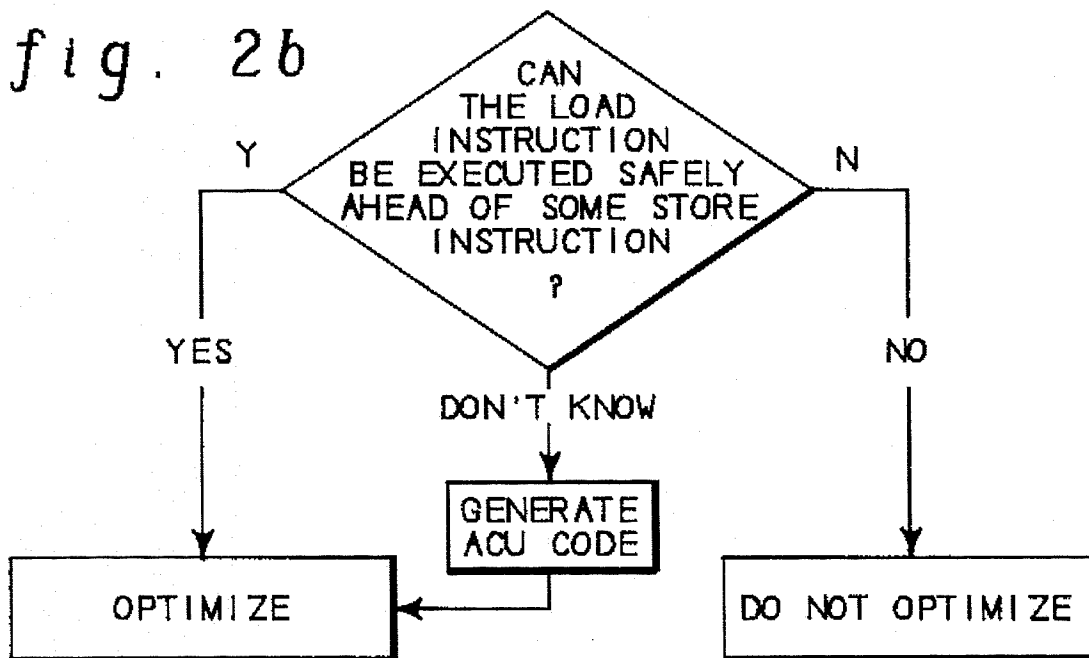 fig. 2b
CAN
THE LOAD
INSTRUCTION
BE EXECUTED SAFELY
AHEAD OF SOME STORE
INSTRUCTION
?
Y
N
YES
DON'T KNOW
NO
GENERATE
ACU CODE
OPTIMIZE
DO NOT OPTIMIZE